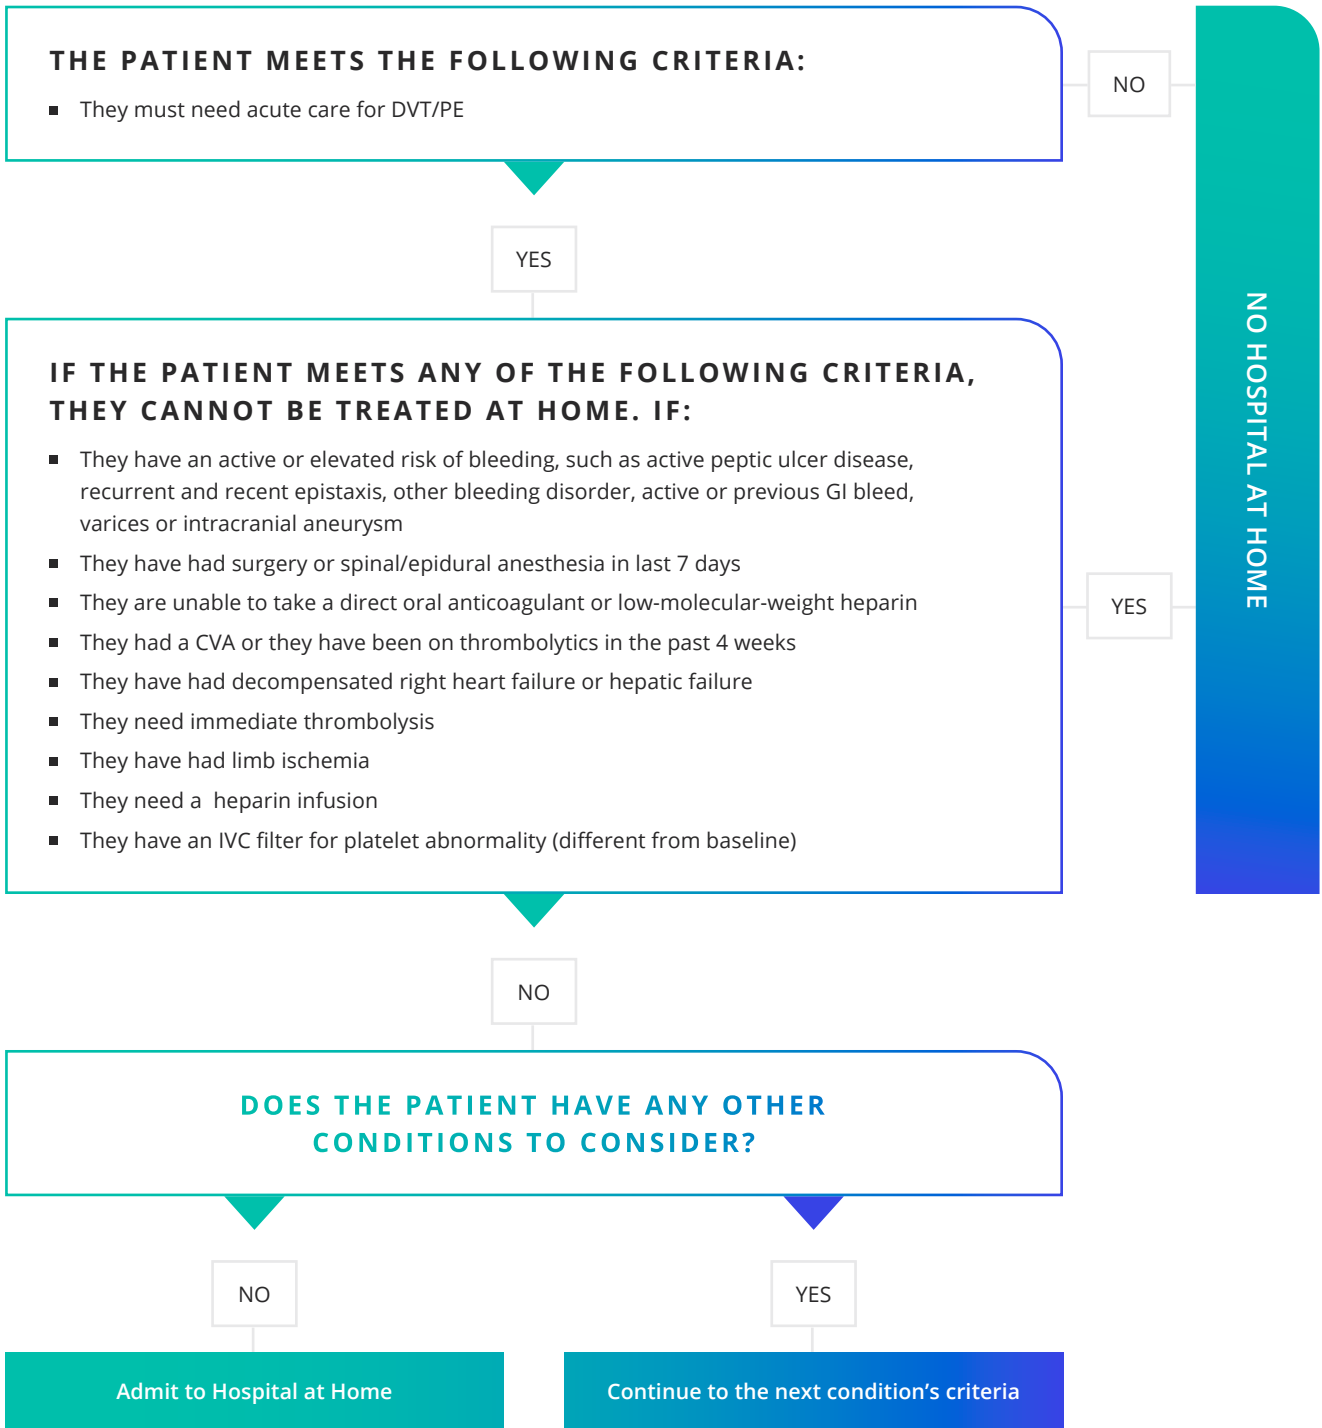 THE PATIENT MEETS THE FOLLOWING CRITERIA:
They must need acute care for DVT/PE
NO
YES
IF THE PATIENT MEETS ANY OF THE FOLLOWING CRITERIA,
THEY CANNOT BE TREATED AT HOME. IF:
They have an active or elevated risk of bleeding, such as active peptic ulcer disease,
recurrent and recent epistaxis, other bleeding disorder, active or previous GI bleed,
varices or intracranial aneurysm
They have had surgery or spinal/epidural anesthesia in last 7 days
They are unable to take a direct oral anticoagulant or low-molecular-weight heparin
They had a CVA or they have been on thrombolytics in the past 4 weeks
They have had decompensated right heart failure or hepatic failure
They need immediate thrombolysis
They have had limb ischemia
They need a  heparin infusion
They have an IVC filter for platelet abnormality (different from baseline)
YES
NO HOSPITAL AT HOME
NO
DOES THE PATIENT HAVE ANY OTHER
CONDITIONS TO CONSIDER?
NO
YES
Admit to Hospital at Home
Continue to the next condition’s criteria